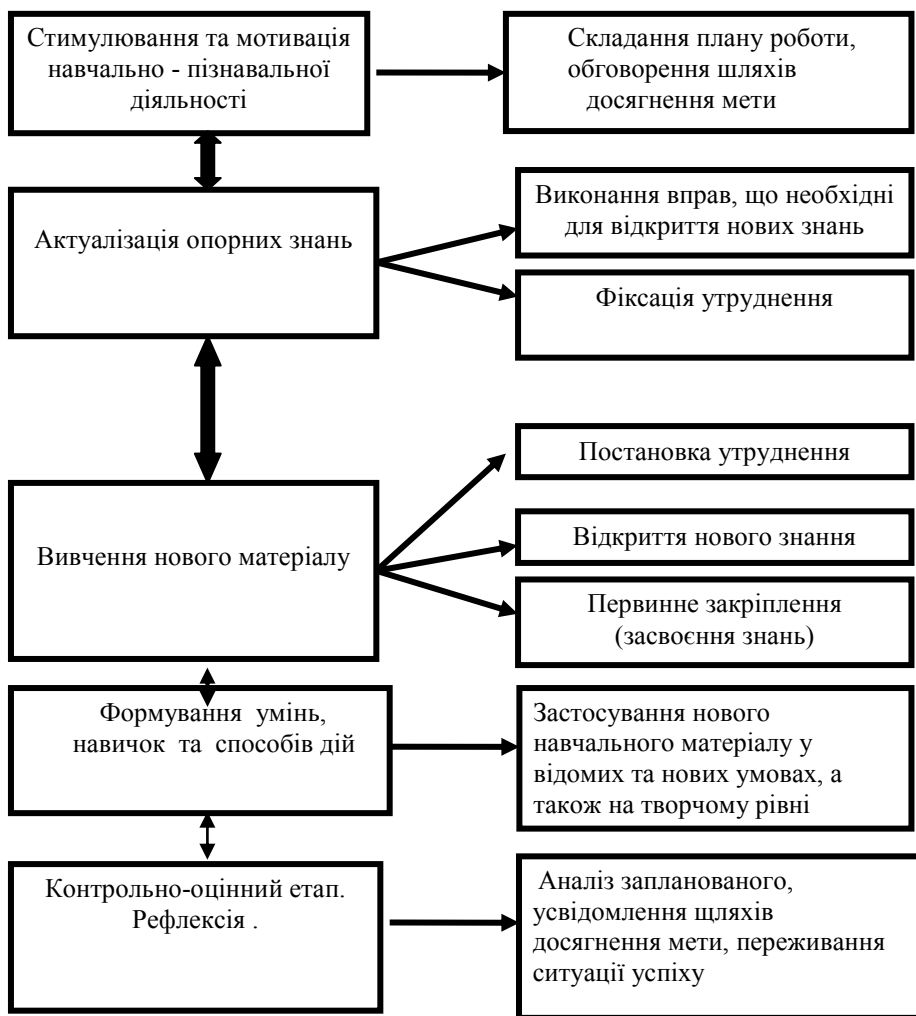 Стимулювання та мотивація
навчально - пізнавальної
діяльності
Складання плану роботи,
обговорення шляхів
досягнення мети
Актуалізація опорних знань
Виконання вправ, що необхідні
для відкриття нових знань
Фіксація утруднення
Вивчення нового матеріалу
Постановка утруднення
Відкриття нового знання
Первинне закріплення
(засвоєння знань)
Формування умінь,
навичок та способів дій
Застосування нового
навчального матеріалу у
відомих та нових умовах, а
також на творчому рівні
Контрольно-оцінний етап.
Рефлексія .
Аналіз запланованого,
усвідомлення щляхів
досягнення мети, переживання
ситуації успіху